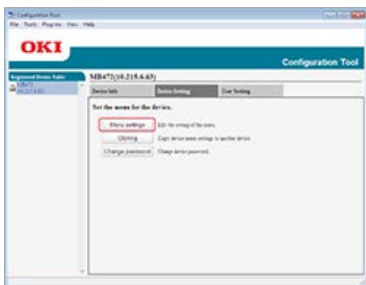 Configuration Tool
File Tools Plug-ins View Help
OKI
Configuration Tool
Registered Device Table
MB472(10.215.6.63)
MB472
Device Info
Device Setting
User Setting
Set the menu for the device.
Menu settings
Edit the setting of the menu.
Cloning
Copy device menu settings to another device.
Change password
Change device password.